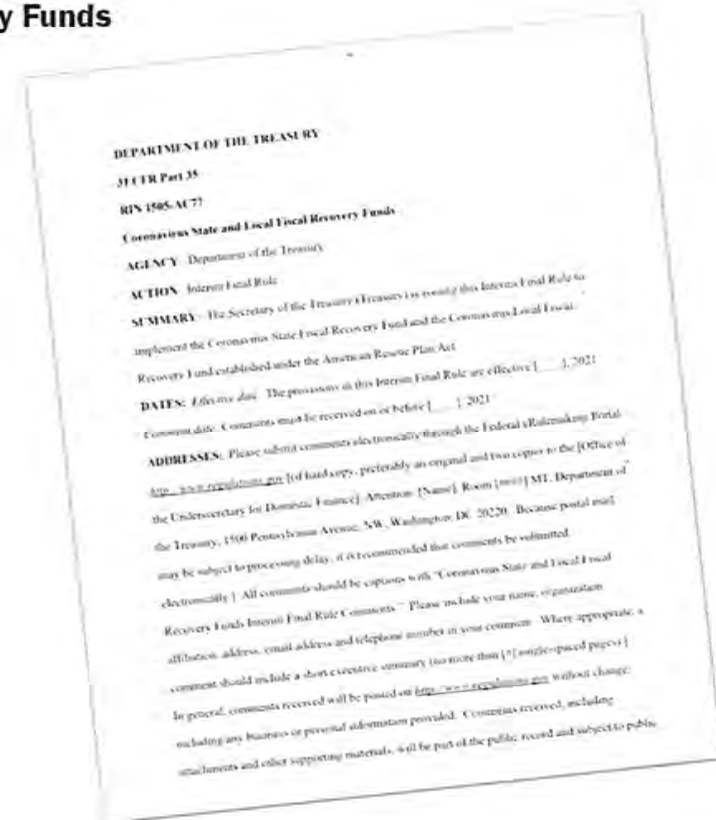 y Funds
DEPARTMENT OF THE TREASURY
31 CFR Part 35
RIN 1505-AC77
Coronavirus State and Local Fiscal Recovery Funds
AGENCY: Department of the Treasury
ACTION: Interim Final Rule
SUMMARY: The Secretary of the Treasury (Treasury) is issuing this Interim Final Rule to
implement the Coronavirus State Fiscal Recovery Fund and the Coronavirus Local Fiscal
Recovery Fund established under the American Rescue Plan Act.
DATES: Effective date: The provisions in this Interim Final Rule are effective [____], 2021
Comment date: Comments must be received on or before [____], 2021
ADDRESSES: Please submit comments electronically through the Federal eRulemaking Portal
http://www.regulations.gov [of hard copy, preferably an original and two copies to the [Office of
the Undersecretary for Domestic Finance], Attention: [Name], Room [####] MT, Department of
the Treasury, 1500 Pennsylvania Avenue, NW, Washington, DC 20220. Because postal mail
may be subject to processing delay, it is recommended that comments be submitted
electronically.] All comments should be captions with "Coronavirus State and Local Fiscal
Recovery Funds Interim Final Rule Comments." Please include your name, organization
affiliation, address, email address and telephone number in your comment. Where appropriate, a
comment should include a short executive summary (no more than [*] single-spaced pages).]
In general, comments received will be posted on http://www.regulations.gov without change,
including any business or personal information provided. Comments received, including
attachments and other supporting materials, will be part of the public record and subject to public